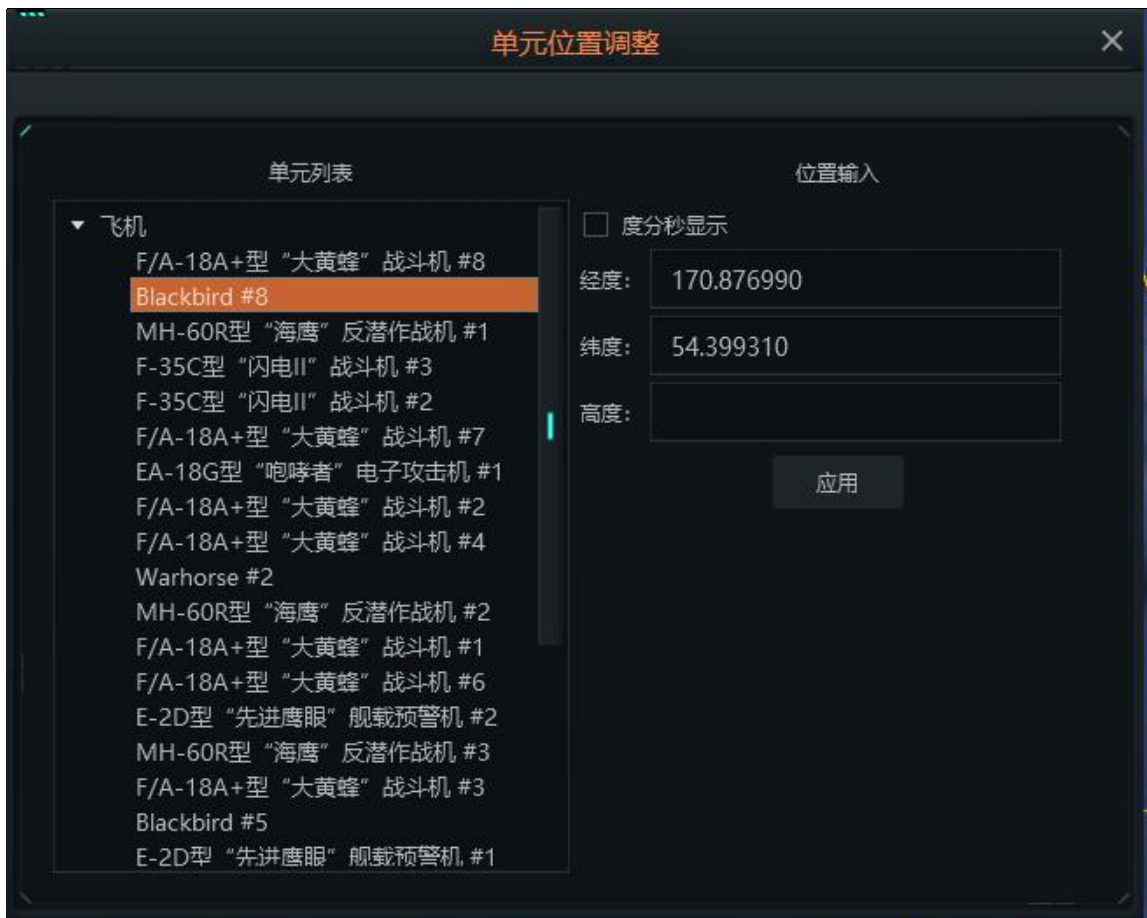 单元位置调整
单元列表
飞机
F/A-18A+型“大黄蜂”战斗机 #8
Blackbird #8
MH-60R型“海鹰”反潜作战机 #1
F-35C型“闪电II”战斗机 #3
F-35C型“闪电II”战斗机 #2
F/A-18A+型“大黄蜂”战斗机 #7
EA-18G型“咆哮者”电子攻击机 #1
F/A-18A+型“大黄蜂”战斗机 #2
F/A-18A+型“大黄蜂”战斗机 #4
Warhorse #2
MH-60R型“海鹰”反潜作战机 #2
F/A-18A+型“大黄蜂”战斗机 #1
F/A-18A+型“大黄蜂”战斗机 #6
E-2D型“先进鹰眼”舰载预警机 #2
MH-60R型“海鹰”反潜作战机 #3
F/A-18A+型“大黄蜂”战斗机 #3
Blackbird #5
E-2D型“先进鹰眼”舰载预警机 #1
位置输入
度分秒显示
经度： 170.876990
纬度： 54.399310
高度：
应用